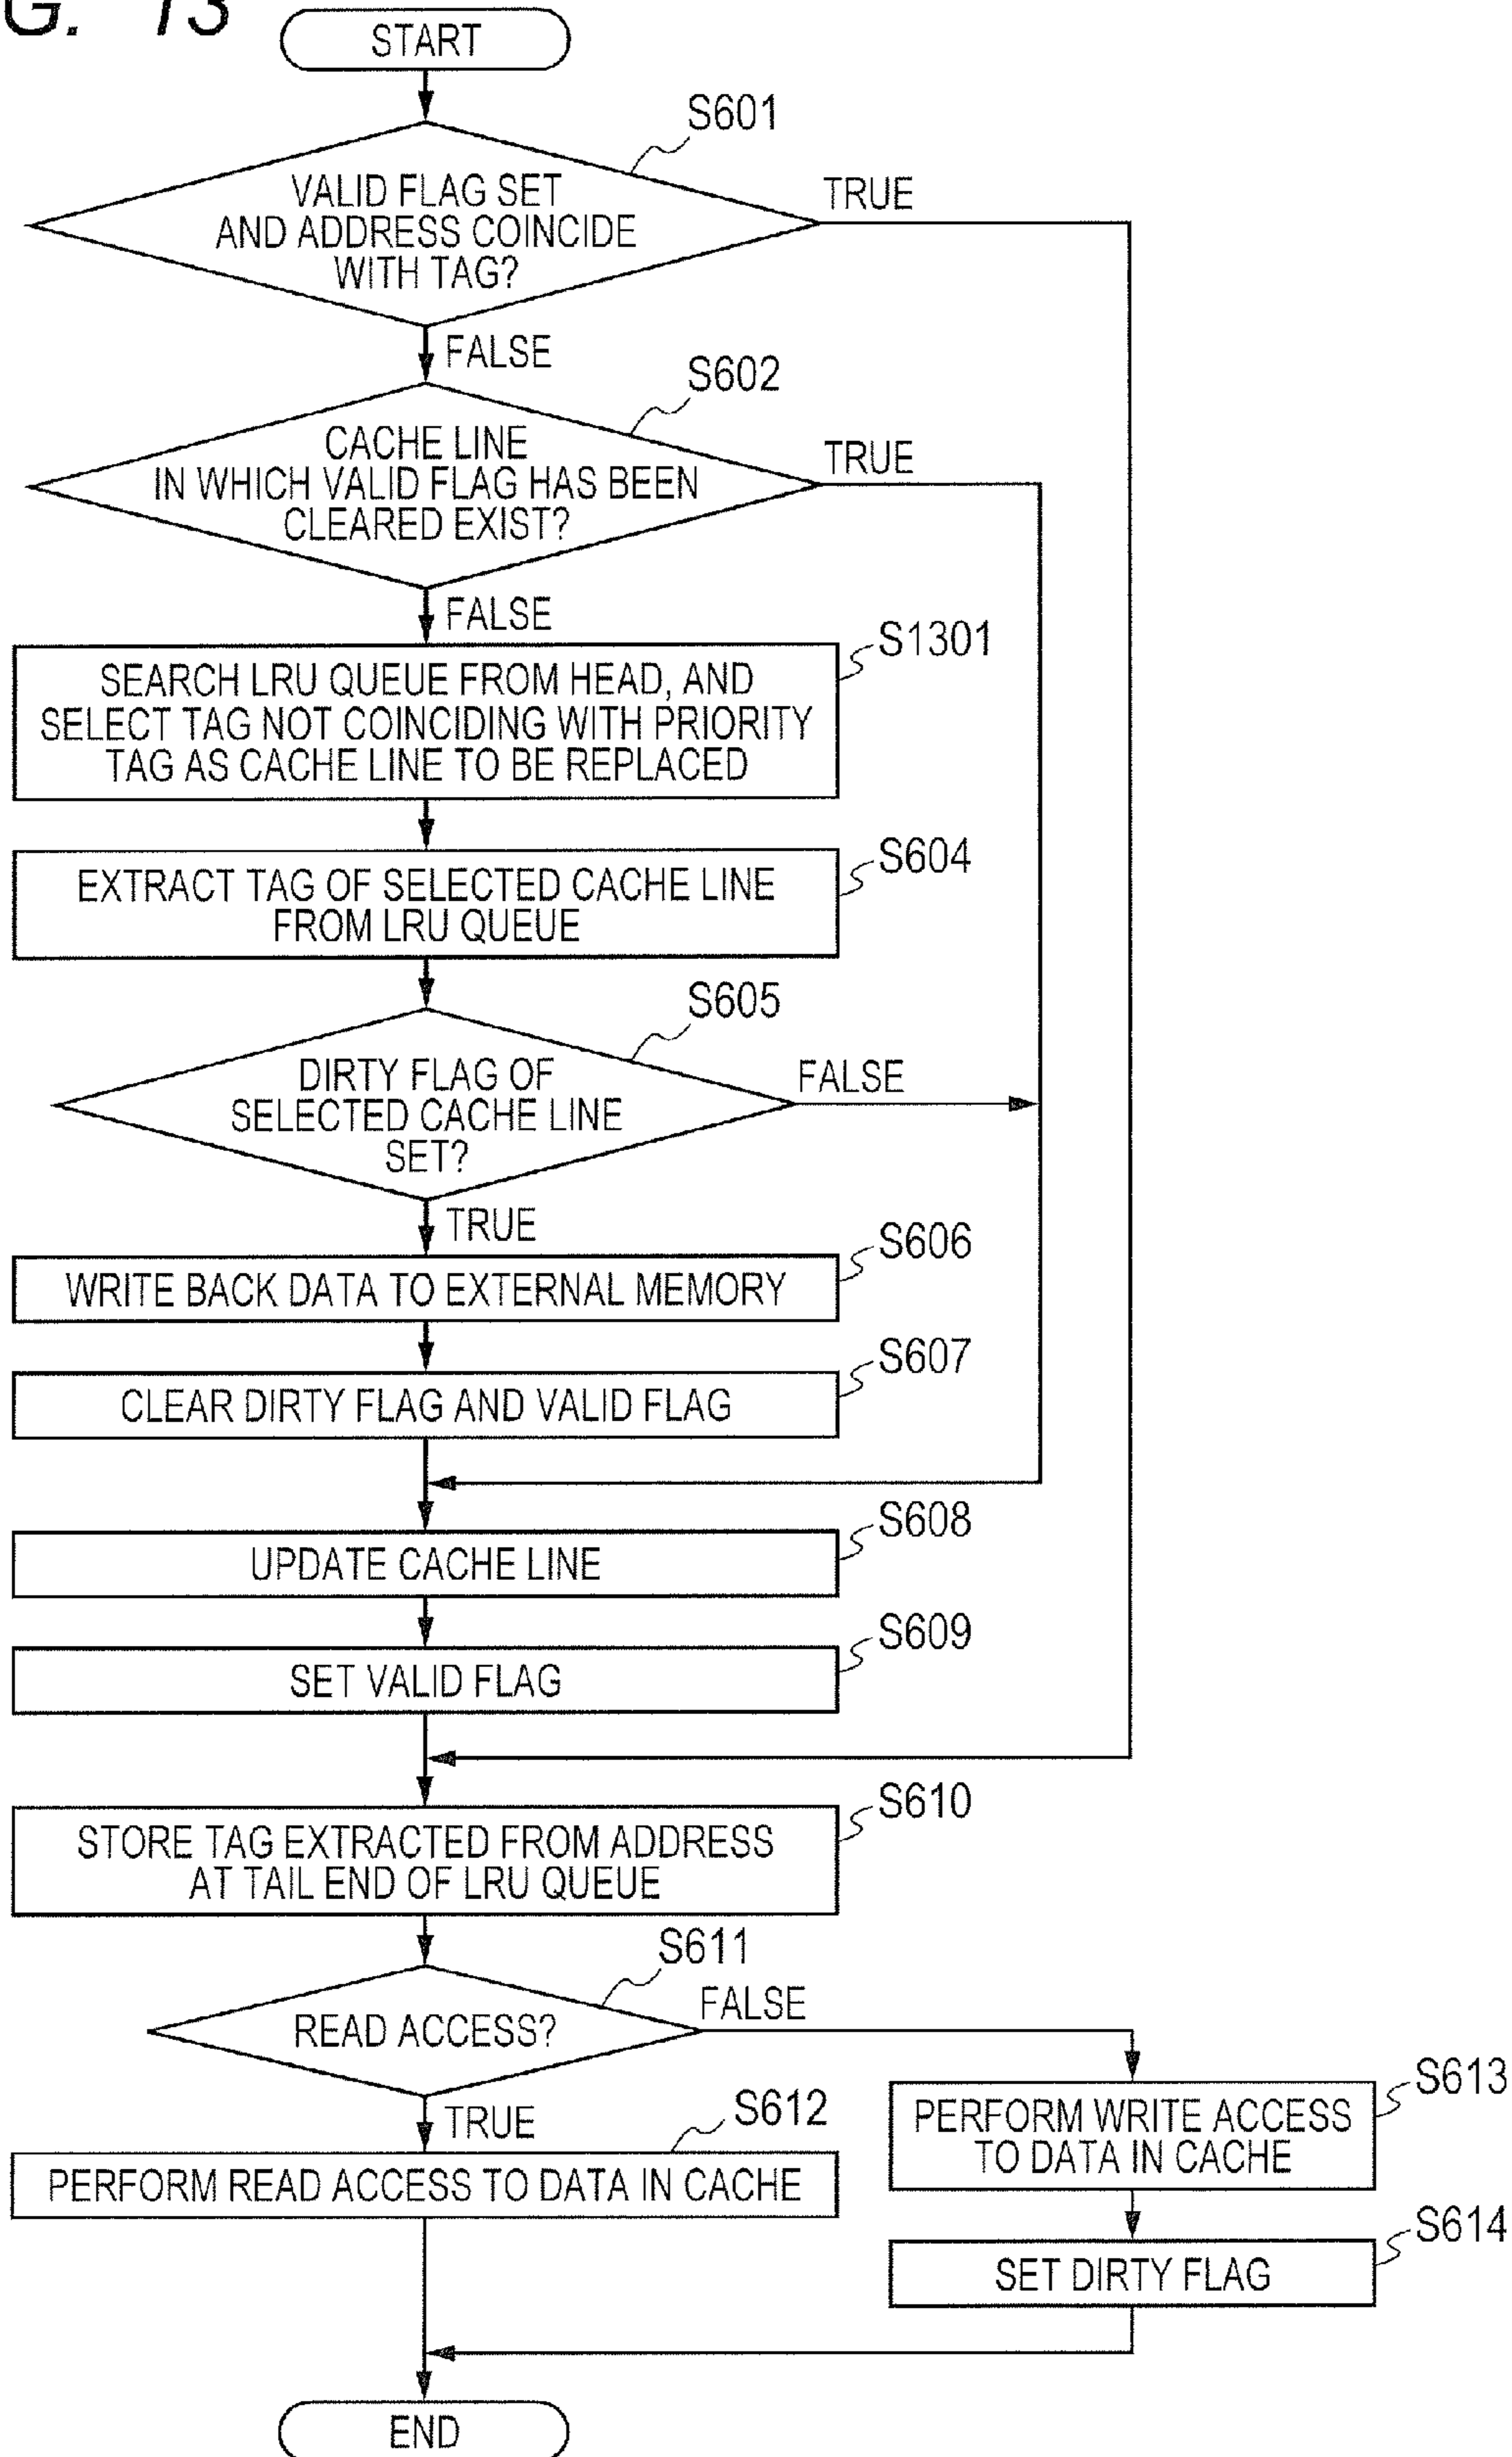 G. 13
START
S601
VALID FLAG SET
AND ADDRESS COINCIDE
WITH TAG?
TRUE
FALSE
S602
CACHE LINE
IN WHICH VALID FLAG HAS BEEN
CLEARED EXIST?
TRUE
FALSE
S1301
SEARCH LRU QUEUE FROM HEAD, AND
SELECT TAG NOT COINCIDING WITH PRIORITY
TAG AS CACHE LINE TO BE REPLACED
S604
EXTRACT TAG OF SELECTED CACHE LINE
FROM LRU QUEUE
S605
DIRTY FLAG OF
SELECTED CACHE LINE
SET?
FALSE
TRUE
S606
WRITE BACK DATA TO EXTERNAL MEMORY
S607
CLEAR DIRTY FLAG AND VALID FLAG
S608
UPDATE CACHE LINE
S609
SET VALID FLAG
S610
STORE TAG EXTRACTED FROM ADDRESS
AT TAIL END OF LRU QUEUE
S611
READ ACCESS?
FALSE
TRUE
S612
PERFORM READ ACCESS TO DATA IN CACHE
S613
PERFORM WRITE ACCESS
TO DATA IN CACHE
S614
SET DIRTY FLAG
END